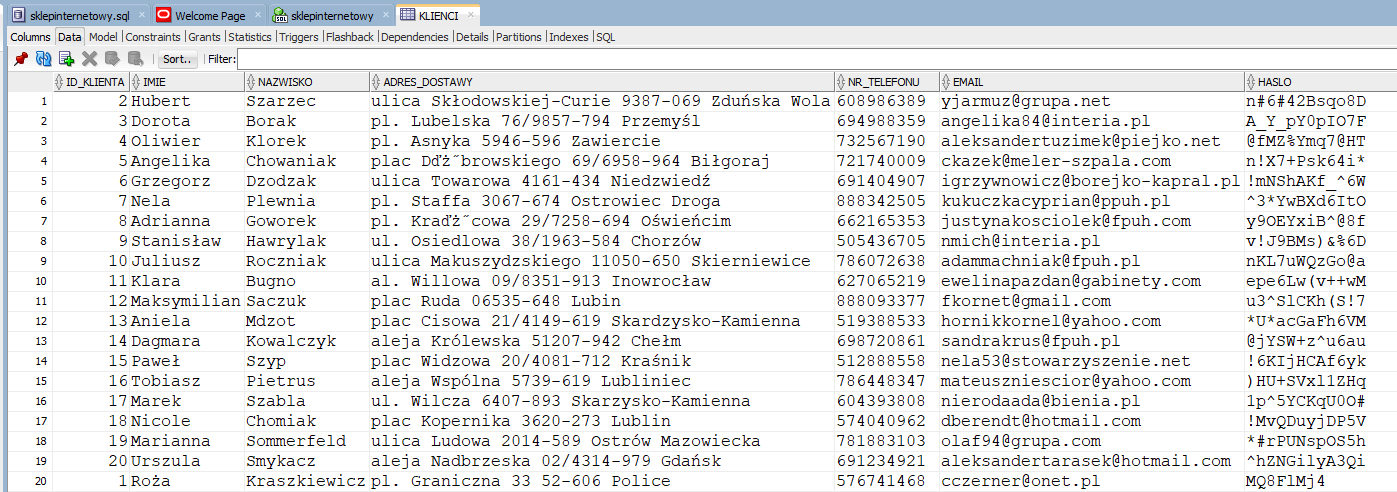 sklepinternetowy.sql Welcome Page sklepinternetowy KLIENCI
Columns Data Model Constraints Grants Statistics Triggers Flashback Dependencies Details Partitions Indexes SQL
Sort.. Filter:
ID_KLIENTA IMIE NAZWISKO ADRES_DOSTAWY NR_TELEFONU EMAIL HASLO
1 2 Hubert Szarzec ulica Skłodowskiej-Curie 9387-069 Zduńska Wola 608986389 yjarmuz@grupa.net n#6#42Bsqo8D
2 3 Dorota Borak pl. Lubelska 76/9857-794 Przemyśl 694988359 angelika84@interia.pl A_Y_pY0pIO7F
3 4 Oliwier Klorek pl. Asnyka 5946-596 Zawiercie 732567190 aleksandertuzimek@piejko.net @fMZ%Ymq7@HT
4 5 Angelika Chowaniak plac Dďż˝browskiego 69/6958-964 Biłgoraj 721740009 ckazek@meler-szpala.com n!X7+Psk64i*
5 6 Grzegorz Dzodzak ulica Towarowa 4161-434 Niedzwiedź 691404907 igrzywnowicz@borejko-kapral.pl !mNShAKf_^6W
6 7 Nela Plewnia pl. Staffa 3067-674 Ostrowiec Droga 888342505 kukuczkacyprian@ppuh.pl ^3*YwBXd6ItO
7 8 Adrianna Goworek pl. Kraďż˝cowa 29/7258-694 Oświencim 662165353 justynakosciolek@fpuh.com y9OEYxiB^@8f
8 9 Stanisław Hawrylak ul. Osiedlowa 38/1963-584 Chorzów 505436705 nmich@interia.pl v!J9BMs)&%6D
9 10 Juliusz Roczniak ulica Makuszydzskiego 11050-650 Skierniewice 786072638 adammachniak@fpuh.pl nKL7uWQzGo@a
10 11 Klara Bugno al. Willowa 09/8351-913 Inowrocław 627065219 ewelinapazdan@gabinety.com epe6Lw(v++wM
11 12 Maksymilian Saczuk plac Ruda 06535-648 Lubin 888093377 fkornet@gmail.com u3^SlCKh(S!7
12 13 Aniela Mdzot plac Cisowa 21/4149-619 Skardzysko-Kamienna 519388533 hornikkornel@yahoo.com *U*acGaFh6VM
13 14 Dagmara Kowalczyk aleja Królewska 51207-942 Chełm 698720861 sandrakrus@fpuh.pl @jYSW+z^u6au
14 15 Paweł Szyp plac Widzowa 20/4081-712 Kraśnik 512888558 nela53@stowarzyszenie.net !6KIjHCAf6yk
15 16 Tobiasz Pietrus aleja Wspólna 5739-619 Lubliniec 786448347 mateuszniescior@yahoo.com )HU+SVxl1ZHq
16 17 Marek Szabla ul. Wilcza 6407-893 Skarzysko-Kamienna 604393808 nierodaada@bienia.pl 1p^5YCKqU0O#
17 18 Nicole Chomiak plac Kopernika 3620-273 Lublin 574040962 dberendt@hotmail.com !MvQDuyjDP5V
18 19 Marianna Sommerfeld ulica Ludowa 2014-589 Ostrów Mazowiecka 781883103 olaf94@grupa.com *#rPUNspOS5h
19 20 Urszula Smykacz aleja Nadbrzeska 02/4314-979 Gdańsk 691234921 aleksandertarasek@hotmail.com ^hZNGilyA3Qi
20 1 Roża Kraszkiewicz pl. Graniczna 33 52-606 Police 576741468 cczerner@onet.pl MQ8FlMj4